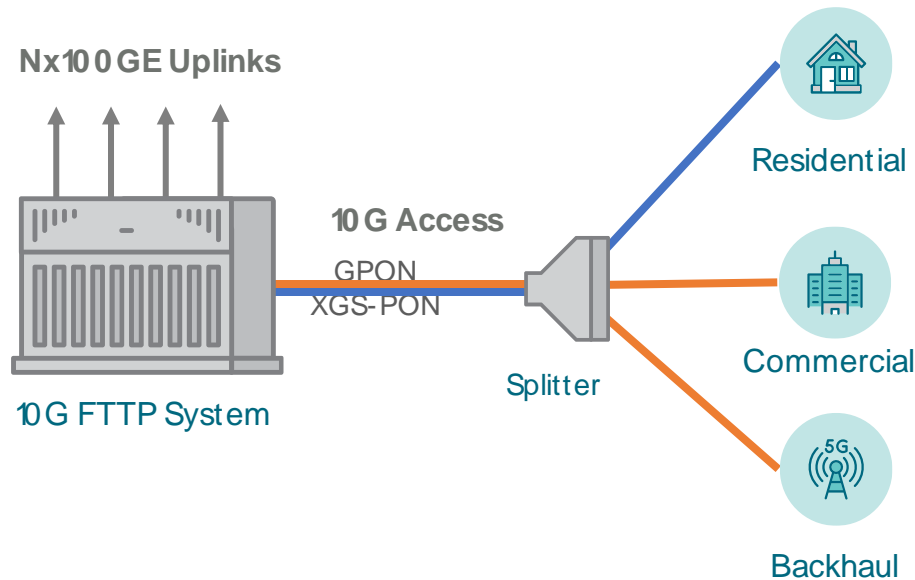 Nx100GE Uplinks
10G Access
GPON
XGS-PON
10G FTTP System
Splitter
Residential
Commercial
5G
Backhaul